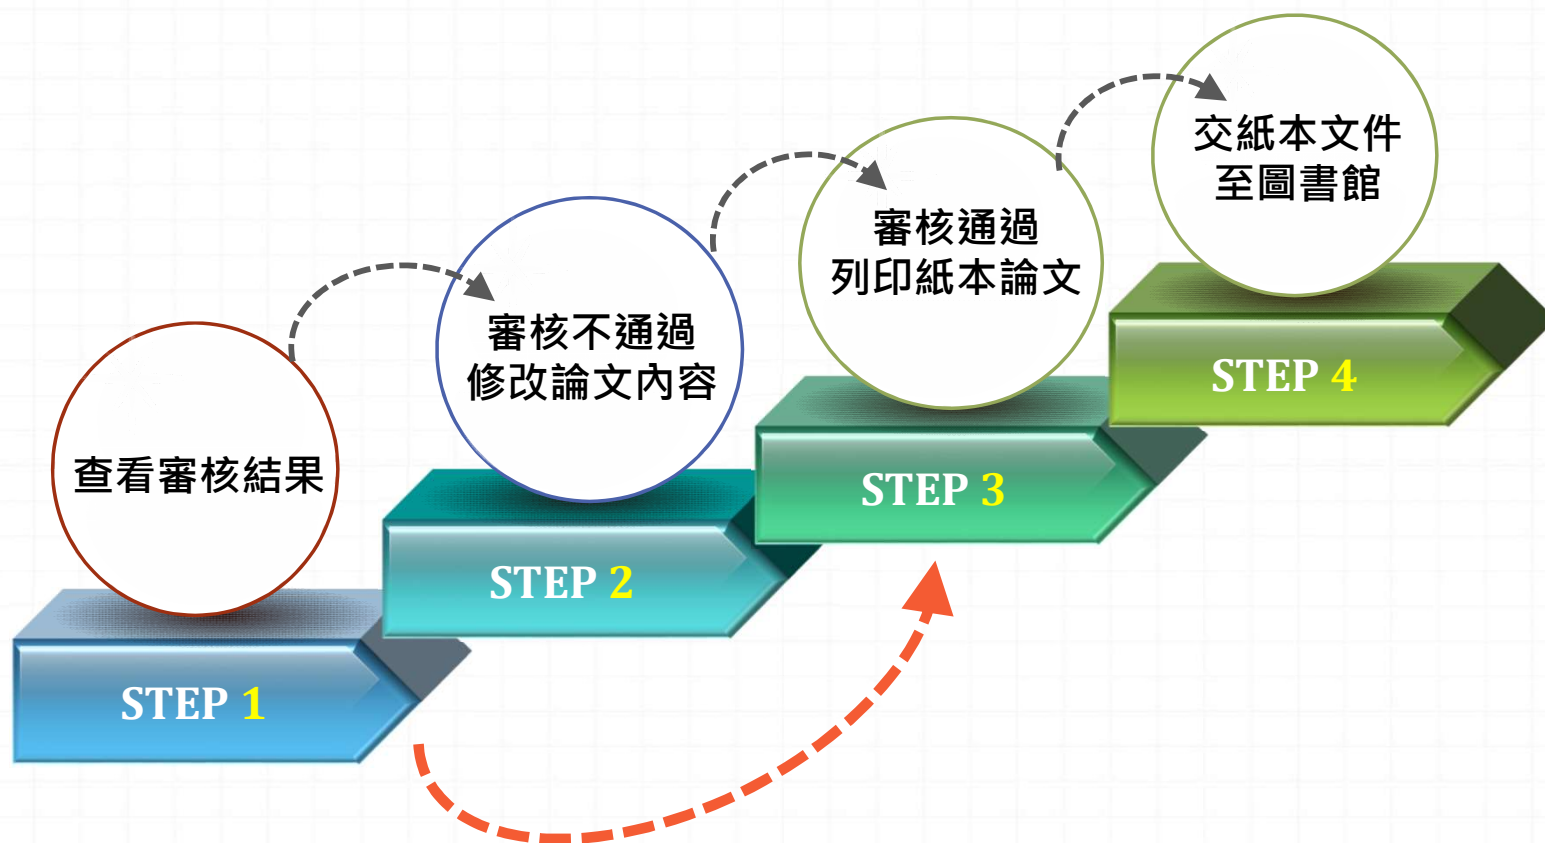 查看審核結果
STEP 1
審核不通過
修改論文內容
STEP 2
審核通過
列印紙本論文
STEP 3
交紙本文件
至圖書館
STEP 4